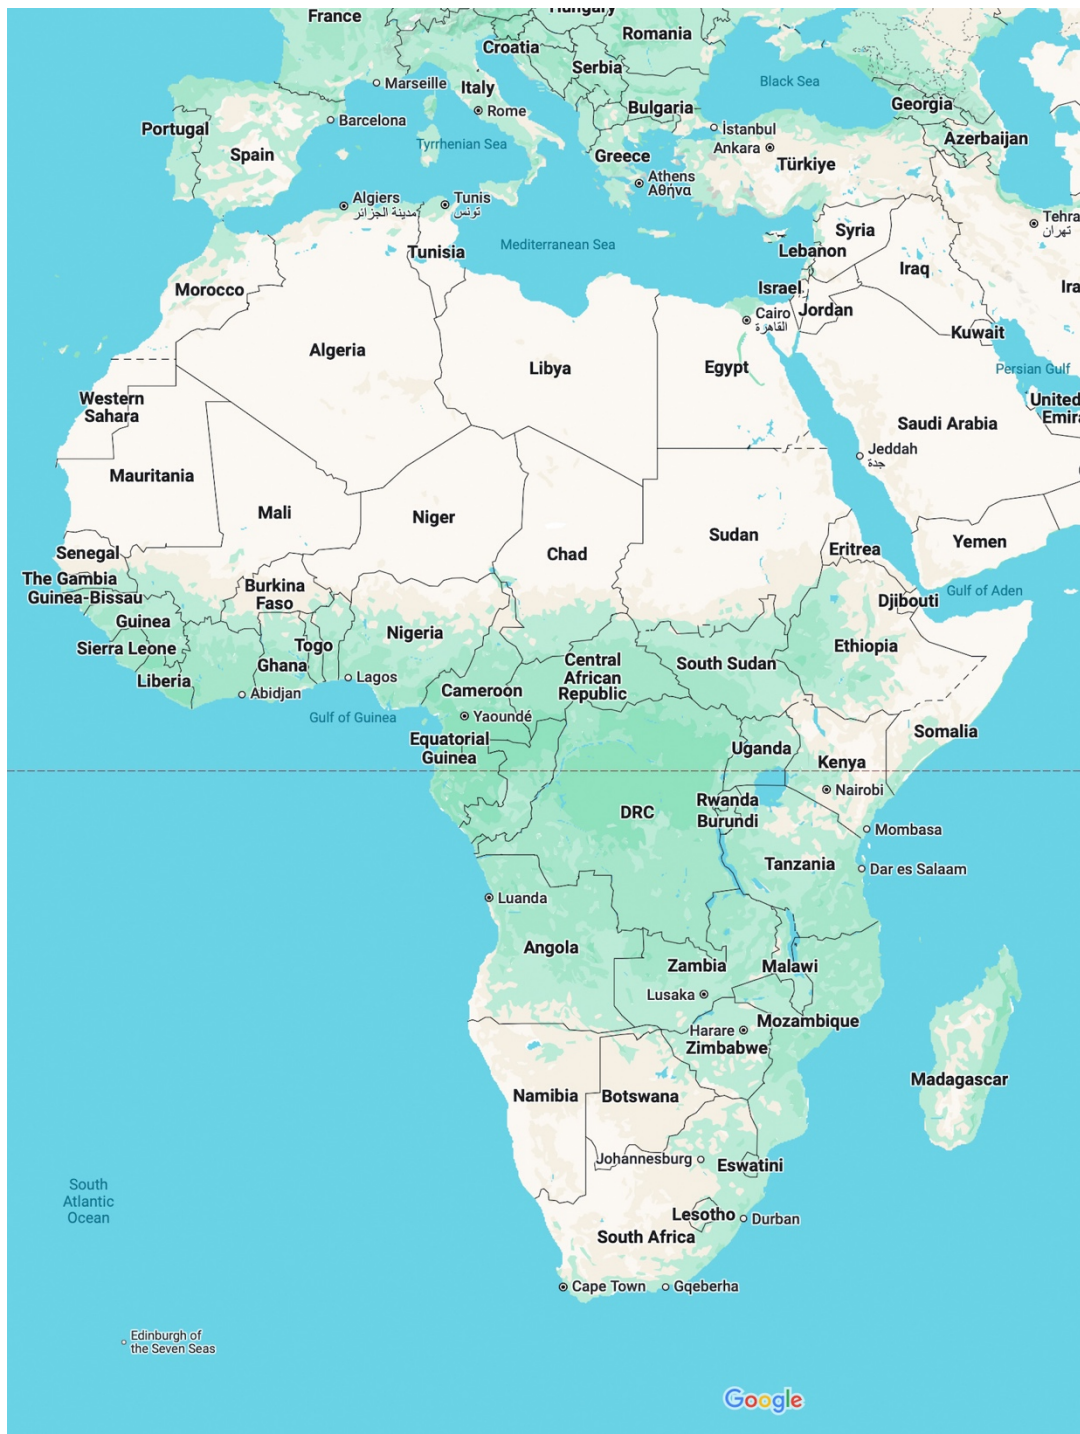 France
Hungary
Romania
Croatia
Serbia
Black Sea
Marseille
Italy
Bulgaria
Georgia
Rome
Barcelona
Portugal
İstanbul
Azerbaijan
Tyrrhenian Sea
Ankara
Spain
Greece
Türkiye
Athens
Αθήνα
Algiers
مدينة الجزائر
Tunis
تونس
Tehra
تهران
Syria
Mediterranean Sea
Tunisia
Lebanon
Iraq
Morocco
Israel
Ira
Jordan
Cairo
القاهرة
Kuwait
Algeria
Libya
Egypt
Persian Gulf
Western
Sahara
United
Emira
Saudi Arabia
Jeddah
جدة
Mauritania
Mali
Niger
Sudan
Yemen
Senegal
Chad
Eritrea
The Gambia
Guinea-Bissau
Burkina
Faso
Gulf of Aden
Djibouti
Guinea
Nigeria
Sierra Leone
Togo
Ethiopia
Ghana
Central
African
Republic
South Sudan
Liberia
Lagos
Abidjan
Cameroon
Gulf of Guinea
Yaoundé
Somalia
Equatorial
Guinea
Uganda
Kenya
Nairobi
Rwanda
DRC
Burundi
Mombasa
Tanzania
Dar es Salaam
Luanda
Angola
Zambia
Malawi
Lusaka
Mozambique
Harare
Zimbabwe
Madagascar
Namibia
Botswana
Johannesburg
Eswatini
South
Atlantic
Ocean
Lesotho
Durban
South Africa
Cape Town
Gqeberha
Edinburgh of
the Seven Seas
Google